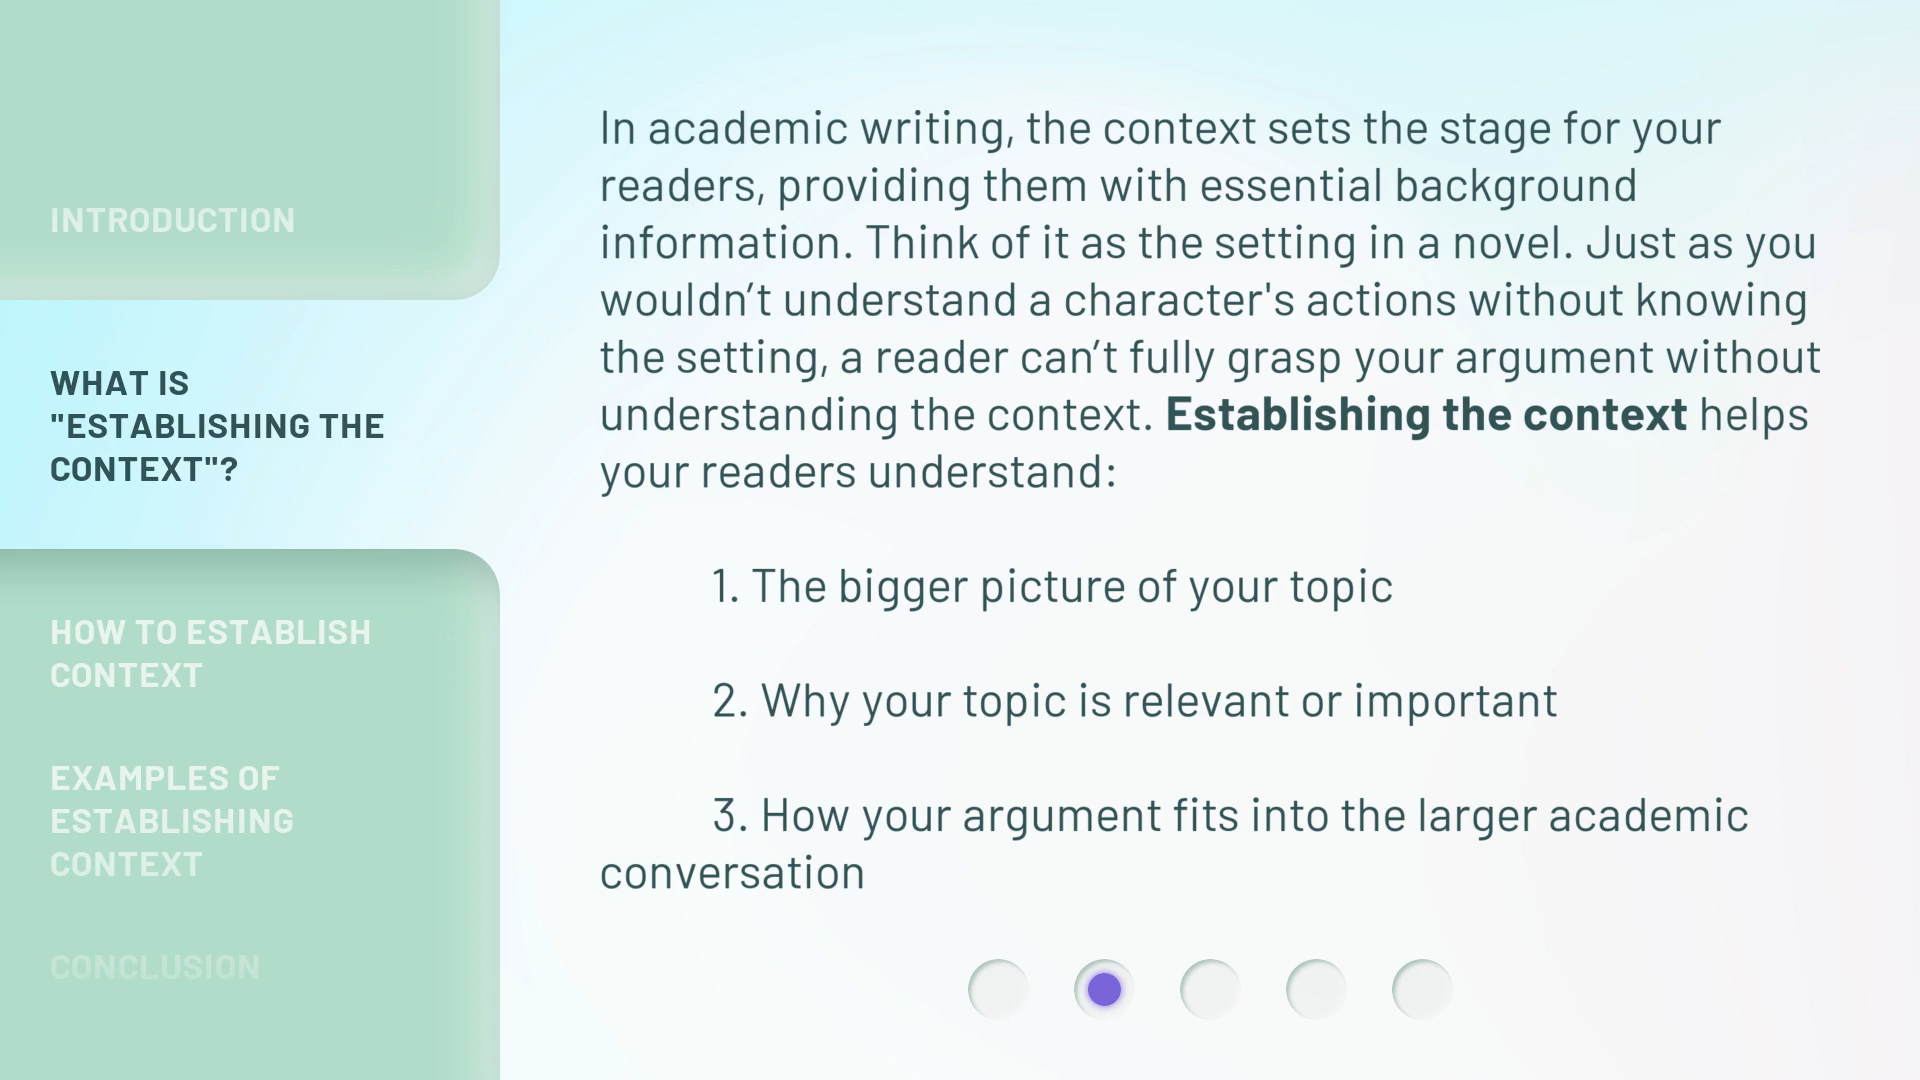 INTRODUCTION
WHAT IS
"ESTABLISHING THE
CONTEXT"?
HOW TO ESTABLISH
CONTEXT
EXAMPLES OF
ESTABLISHING
CONTEXT
CONCLUSION
In academic writing, the context sets the stage for your
readers, providing them with essential background
information. Think of it as the setting in a novel. Just as you
wouldn’t understand a character's actions without knowing
the setting, a reader can’t fully grasp your argument without
understanding the context. Establishing the context helps
your readers understand:
1. The bigger picture of your topic
2. Why your topic is relevant or important
3. How your argument fits into the larger academic
conversation